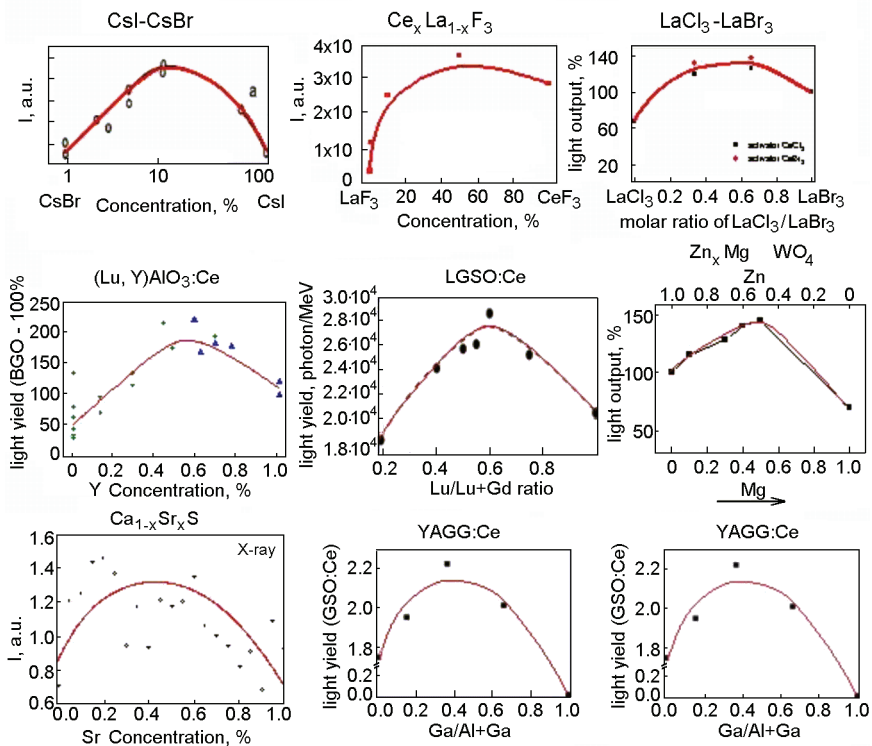 CsI-CsBr
I, a.u.
a
1
10
100
CsBr
Concentration, %
CsI
CeₓLa₁₋ₓF₃
I, a.u.
4x10
3x10
2x10
1x10
0
20
40
60
80
LaF₃
CeF₃
Concentration, %
LaCl₃-LaBr₃
light output, %
140
100
60
20
LaCl₃
0.2
0.4
0.6
0.8
LaBr₃
molar ratio of LaCl₃/LaBr₃
(Lu, Y)AlO₃:Ce
light yield (BGO - 100%
250
200
150
100
50
0
0
0.2
0.4
0.6
0.8
1.0
Y Concentration, %
LGSO:Ce
light yield, photon/MeV
3.0·10⁴
2.8·10⁴
2.6·10⁴
2.4·10⁴
2.2·10⁴
2.0·10⁴
1.8·10⁴
0.2
0.4
0.6
0.8
Lu/Lu+Gd ratio
Znₓ Mg WO₄
Zn
1.0
0.8
0.6
0.4
0.2
0
light output, %
150
100
50
0
0.2
0.4
0.6
0.8
1.0
Mg
Ca₁₋ₓSrₓS
X-ray
I, a.u.
1.6
1.4
1.2
1.0
0.8
0.6
0.0
0.2
0.4
0.6
0.8
1.0
Sr Concentration, %
YAGG:Ce
light yield (GSO:Ce)
2.2
2.0
1.8
0.2
0.0
0.0
0.2
0.4
0.6
0.8
1.0
Ga/Al+Ga
YAGG:Ce
light yield (GSO:Ce)
2.2
2.0
1.8
0.2
0.0
0.0
0.2
0.4
0.6
0.8
1.0
Ga/Al+Ga